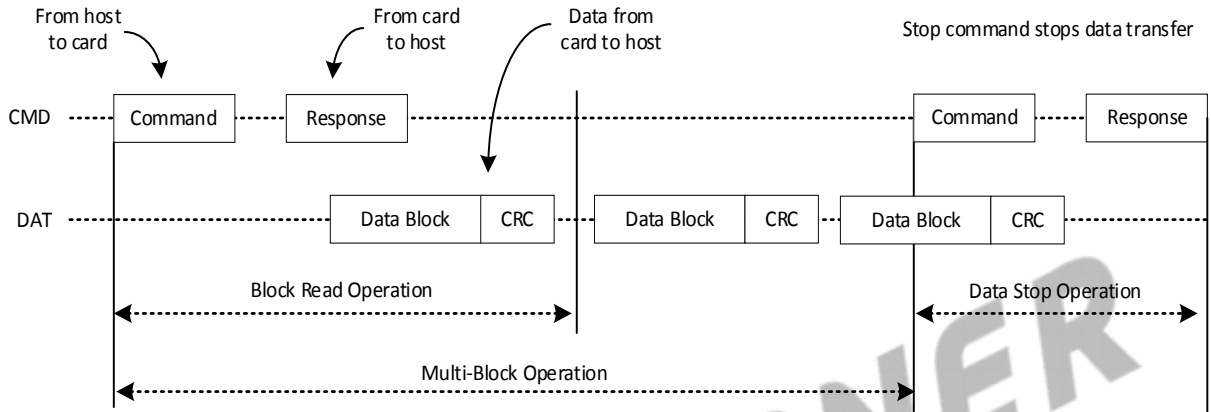 From host
to card
From card
to host
Data from
card to host
Stop command stops data transfer
CMD
Command
Response
Command
Response
DAT
Data Block
CRC
Data Block
CRC
Data Block
CRC
Block Read Operation
Data Stop Operation
Multi-Block Operation